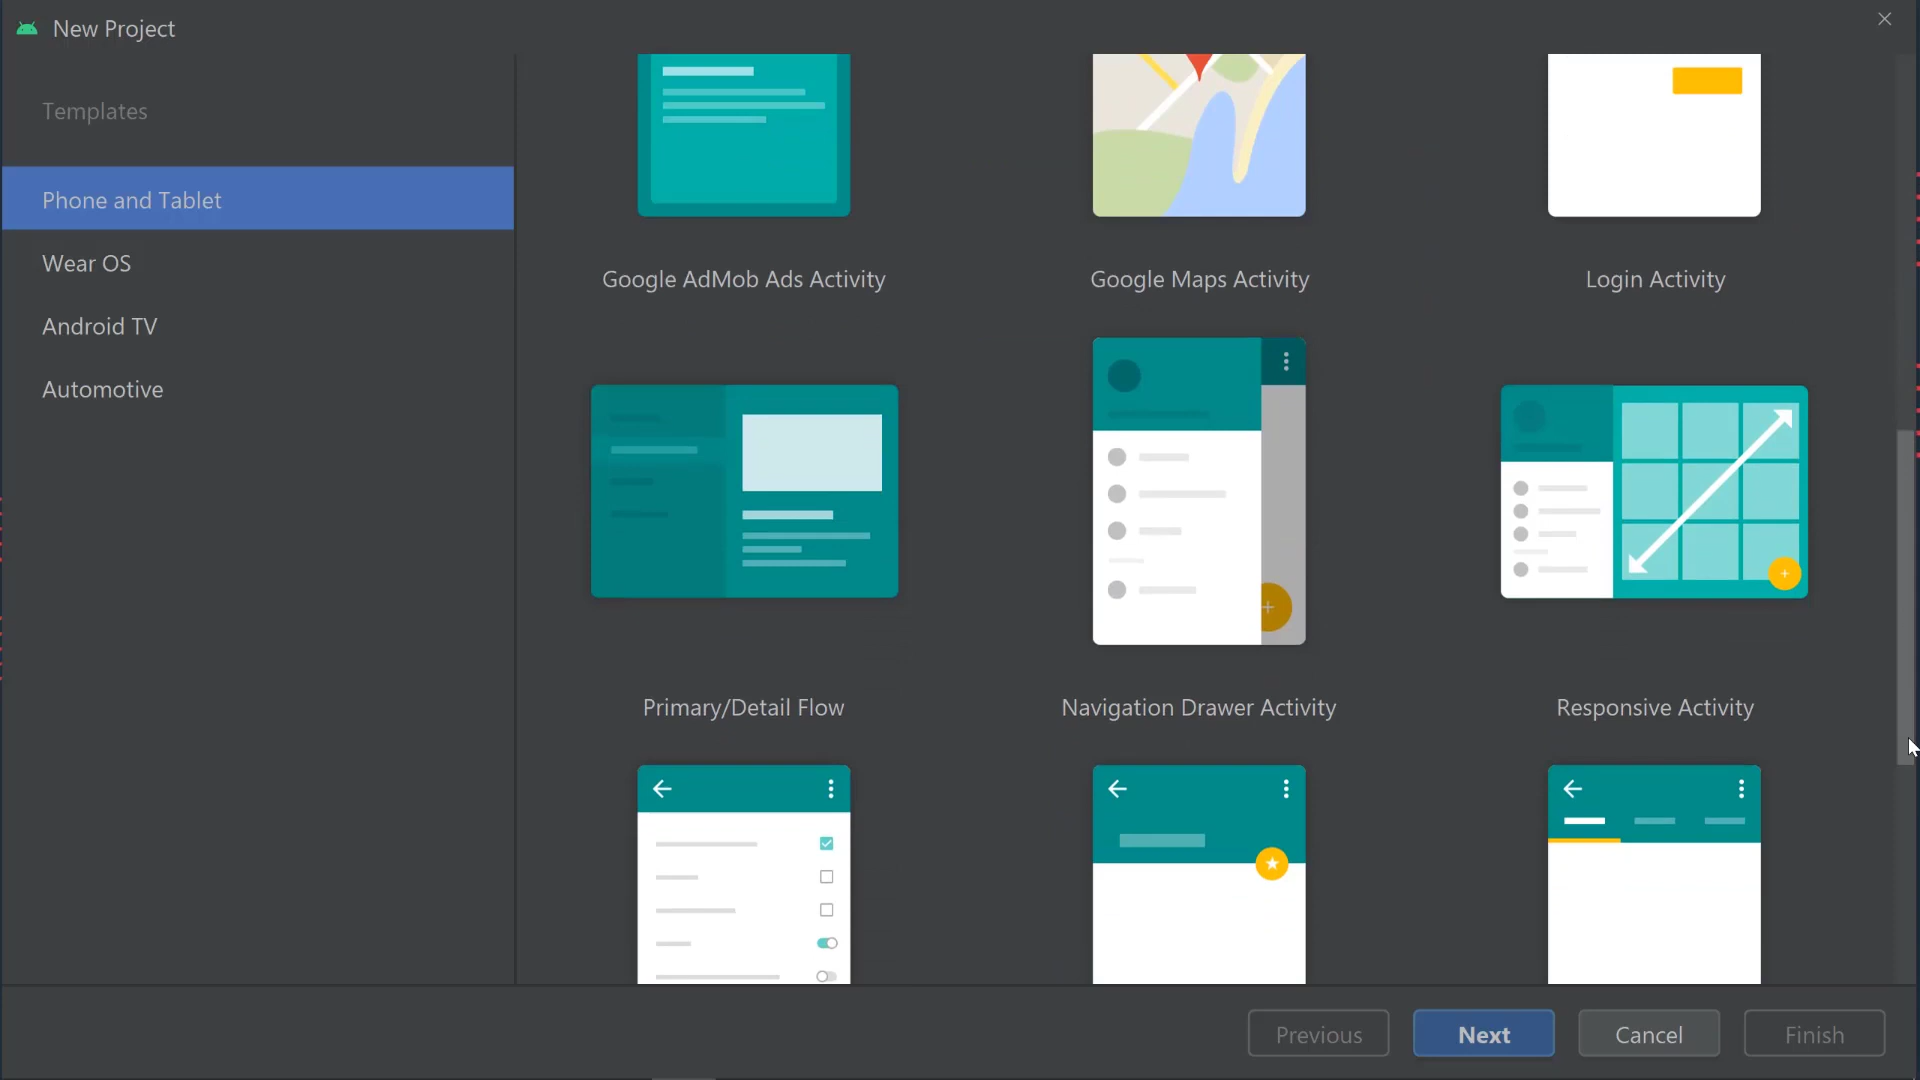 New Project
Templates
Phone and Tablet
Wear OS
Android TV
Automotive
Google AdMob Ads Activity
Google Maps Activity
Login Activity
Primary/Detail Flow
Navigation Drawer Activity
Responsive Activity
Previous
Next
Cancel
Finish